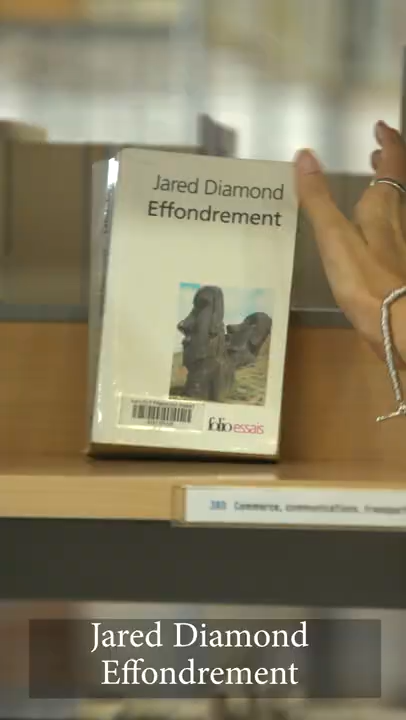 Jared Diamond
Effondrement
folio essais
380 Commerce, communications, transport
Jared Diamond
Effondrement